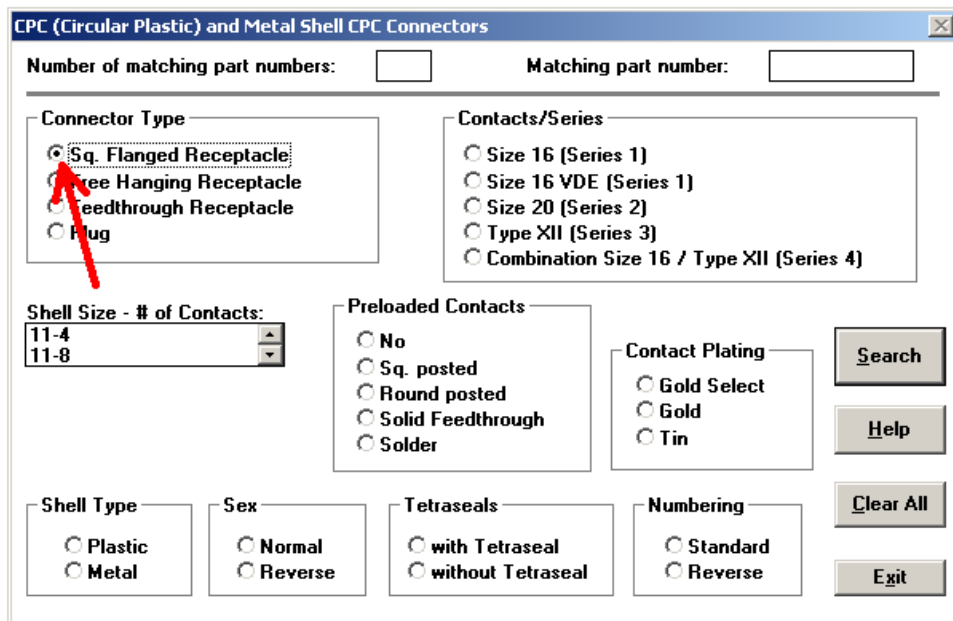 CPC (Circular Plastic) and Metal Shell CPC Connectors
Number of matching part numbers:
Matching part number:
Connector Type
Sq. Flanged Receptacle
Free Hanging Receptacle
Feedthrough Receptacle
Plug
Contacts/Series
Size 16 (Series 1)
Size 16 VDE (Series 1)
Size 20 (Series 2)
Type XII (Series 3)
Combination Size 16 / Type XII (Series 4)
Shell Size - # of Contacts:
11-4
11-8
Preloaded Contacts
No
Sq. posted
Round posted
Solid Feedthrough
Solder
Contact Plating
Gold Select
Gold
Tin
Search
Help
Clear All
Exit
Shell Type
Plastic
Metal
Sex
Normal
Reverse
Tetraseals
with Tetraseal
without Tetraseal
Numbering
Standard
Reverse